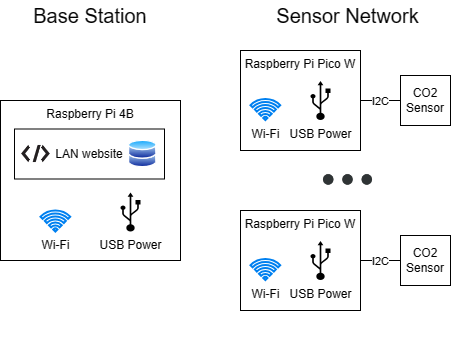 Base Station
Raspberry Pi 4B
</> LAN website
Wi-Fi USB Power
Sensor Network
Raspberry Pi Pico W
Wi-Fi USB Power
I2C
CO2
Sensor
Raspberry Pi Pico W
Wi-Fi USB Power
I2C
CO2
Sensor